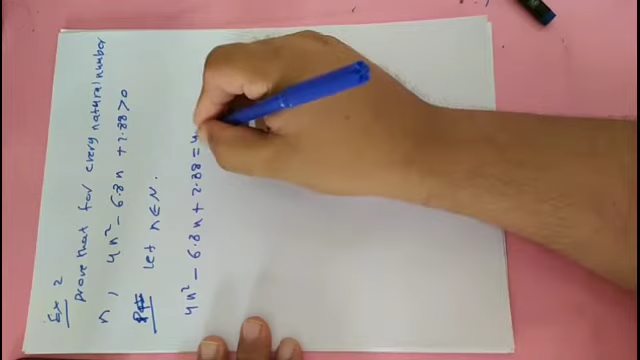 Ex 2
Prove that for every natural number
n, 4n² - 6.8n + 2.88 > 0
Pf Let n ∈ N.
4n² - 6.8n + 2.88 = 4